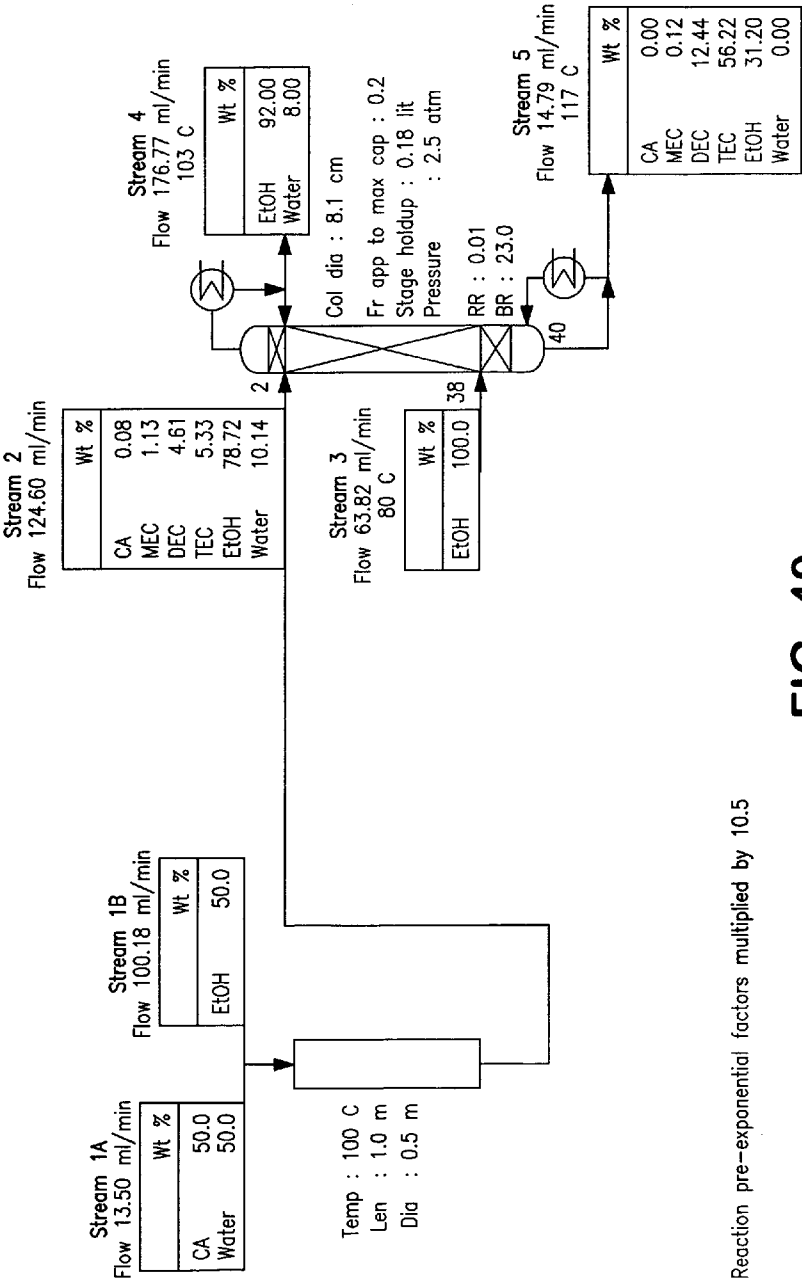 Stream 1A
Flow 13.50 ml/min
Wt %
CA 50.0
Water 50.0
Stream 1B
Flow 100.18 ml/min
Wt %
EtOH 50.0
Temp : 100 C
Len : 1.0 m
Dia : 0.5 m
Stream 2
Flow 124.60 ml/min
Wt %
CA 0.08
MEC 1.13
DEC 4.61
TEC 5.33
EtOH 78.72
Water 10.14
Stream 3
Flow 63.82 ml/min
80 C
Wt %
EtOH 100.0
2
38
40
Stream 4
Flow 176.77 ml/min
103 C
Wt %
EtOH 92.00
Water 8.00
Col dia : 8.1 cm
Fr app to max cap : 0.2
Stage holdup : 0.18 lit
Pressure : 2.5 atm
RR : 0.01
BR : 23.0
Stream 5
Flow 14.79 ml/min
117 C
Wt %
CA 0.00
MEC 0.12
DEC 12.44
TEC 56.22
EtOH 31.20
Water 0.00
Reaction pre-exponential factors multiplied by 10.5